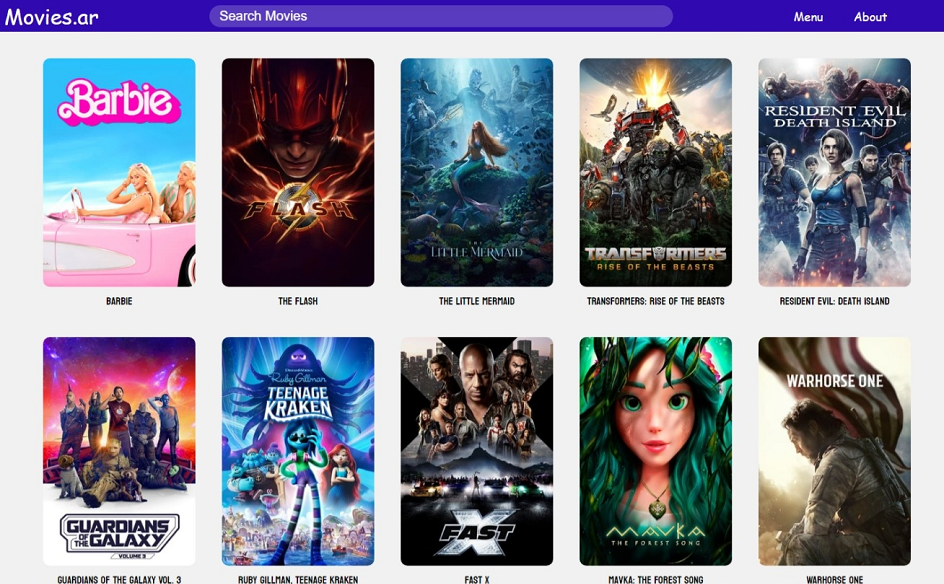 Movies.ar
Search Movies
Menu
About
Barbie
FLASH
THE
LITTLE MERMAID
TRANSFORMERS
RISE OF THE BEASTS
RESIDENT EVIL
DEATH ISLAND
BARBIE
THE FLASH
THE LITTLE MERMAID
TRANSFORMERS: RISE OF THE BEASTS
RESIDENT EVIL: DEATH ISLAND
GUARDIANS
OF THE
GALAXY
VOLUME 3
Ruby Gillman
TEENAGE
KRAKEN
FAST X
MAVKA
THE FOREST SONG
WARHORSE ONE
GUARDIANS OF THE GALAXY VOL. 3
RUBY GILLMAN, TEENAGE KRAKEN
FAST X
MAVKA: THE FOREST SONG
WARHORSE ONE